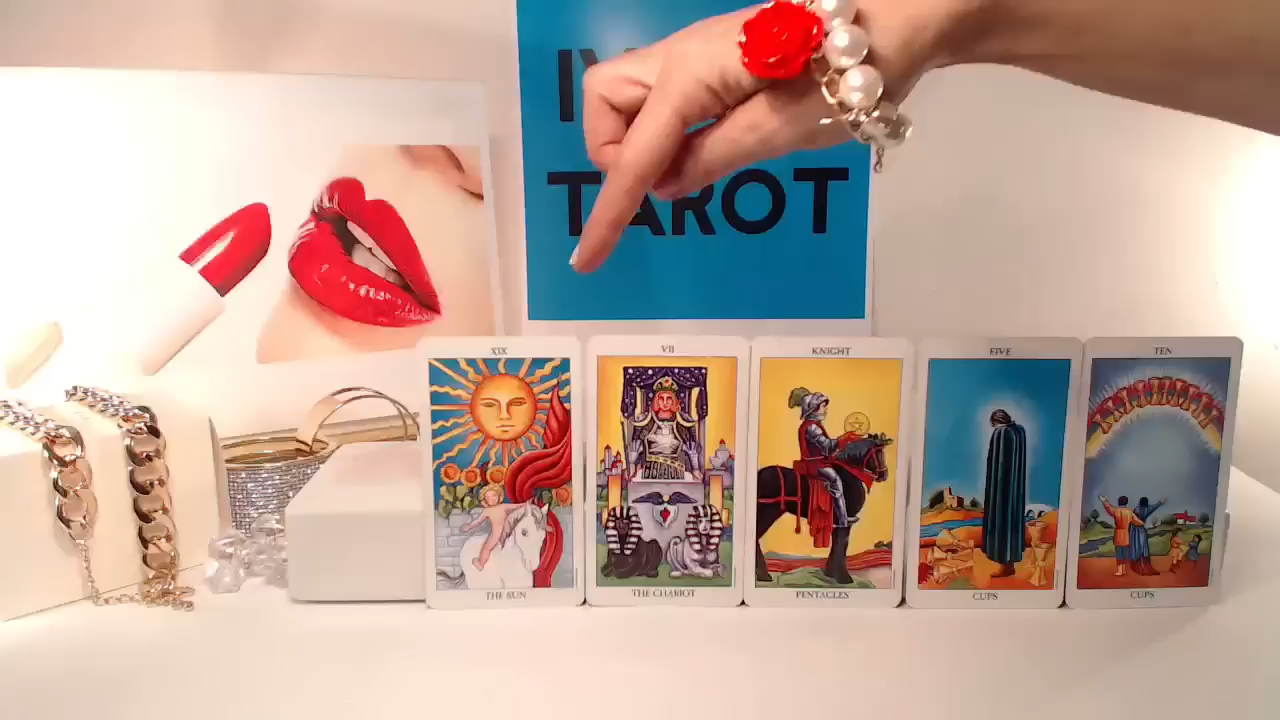 TAROT
XIX
THE SUN
VII
THE CHARIOT
KNIGHT
PENTACLES
FIVE
CUPS
TEN
CUPS